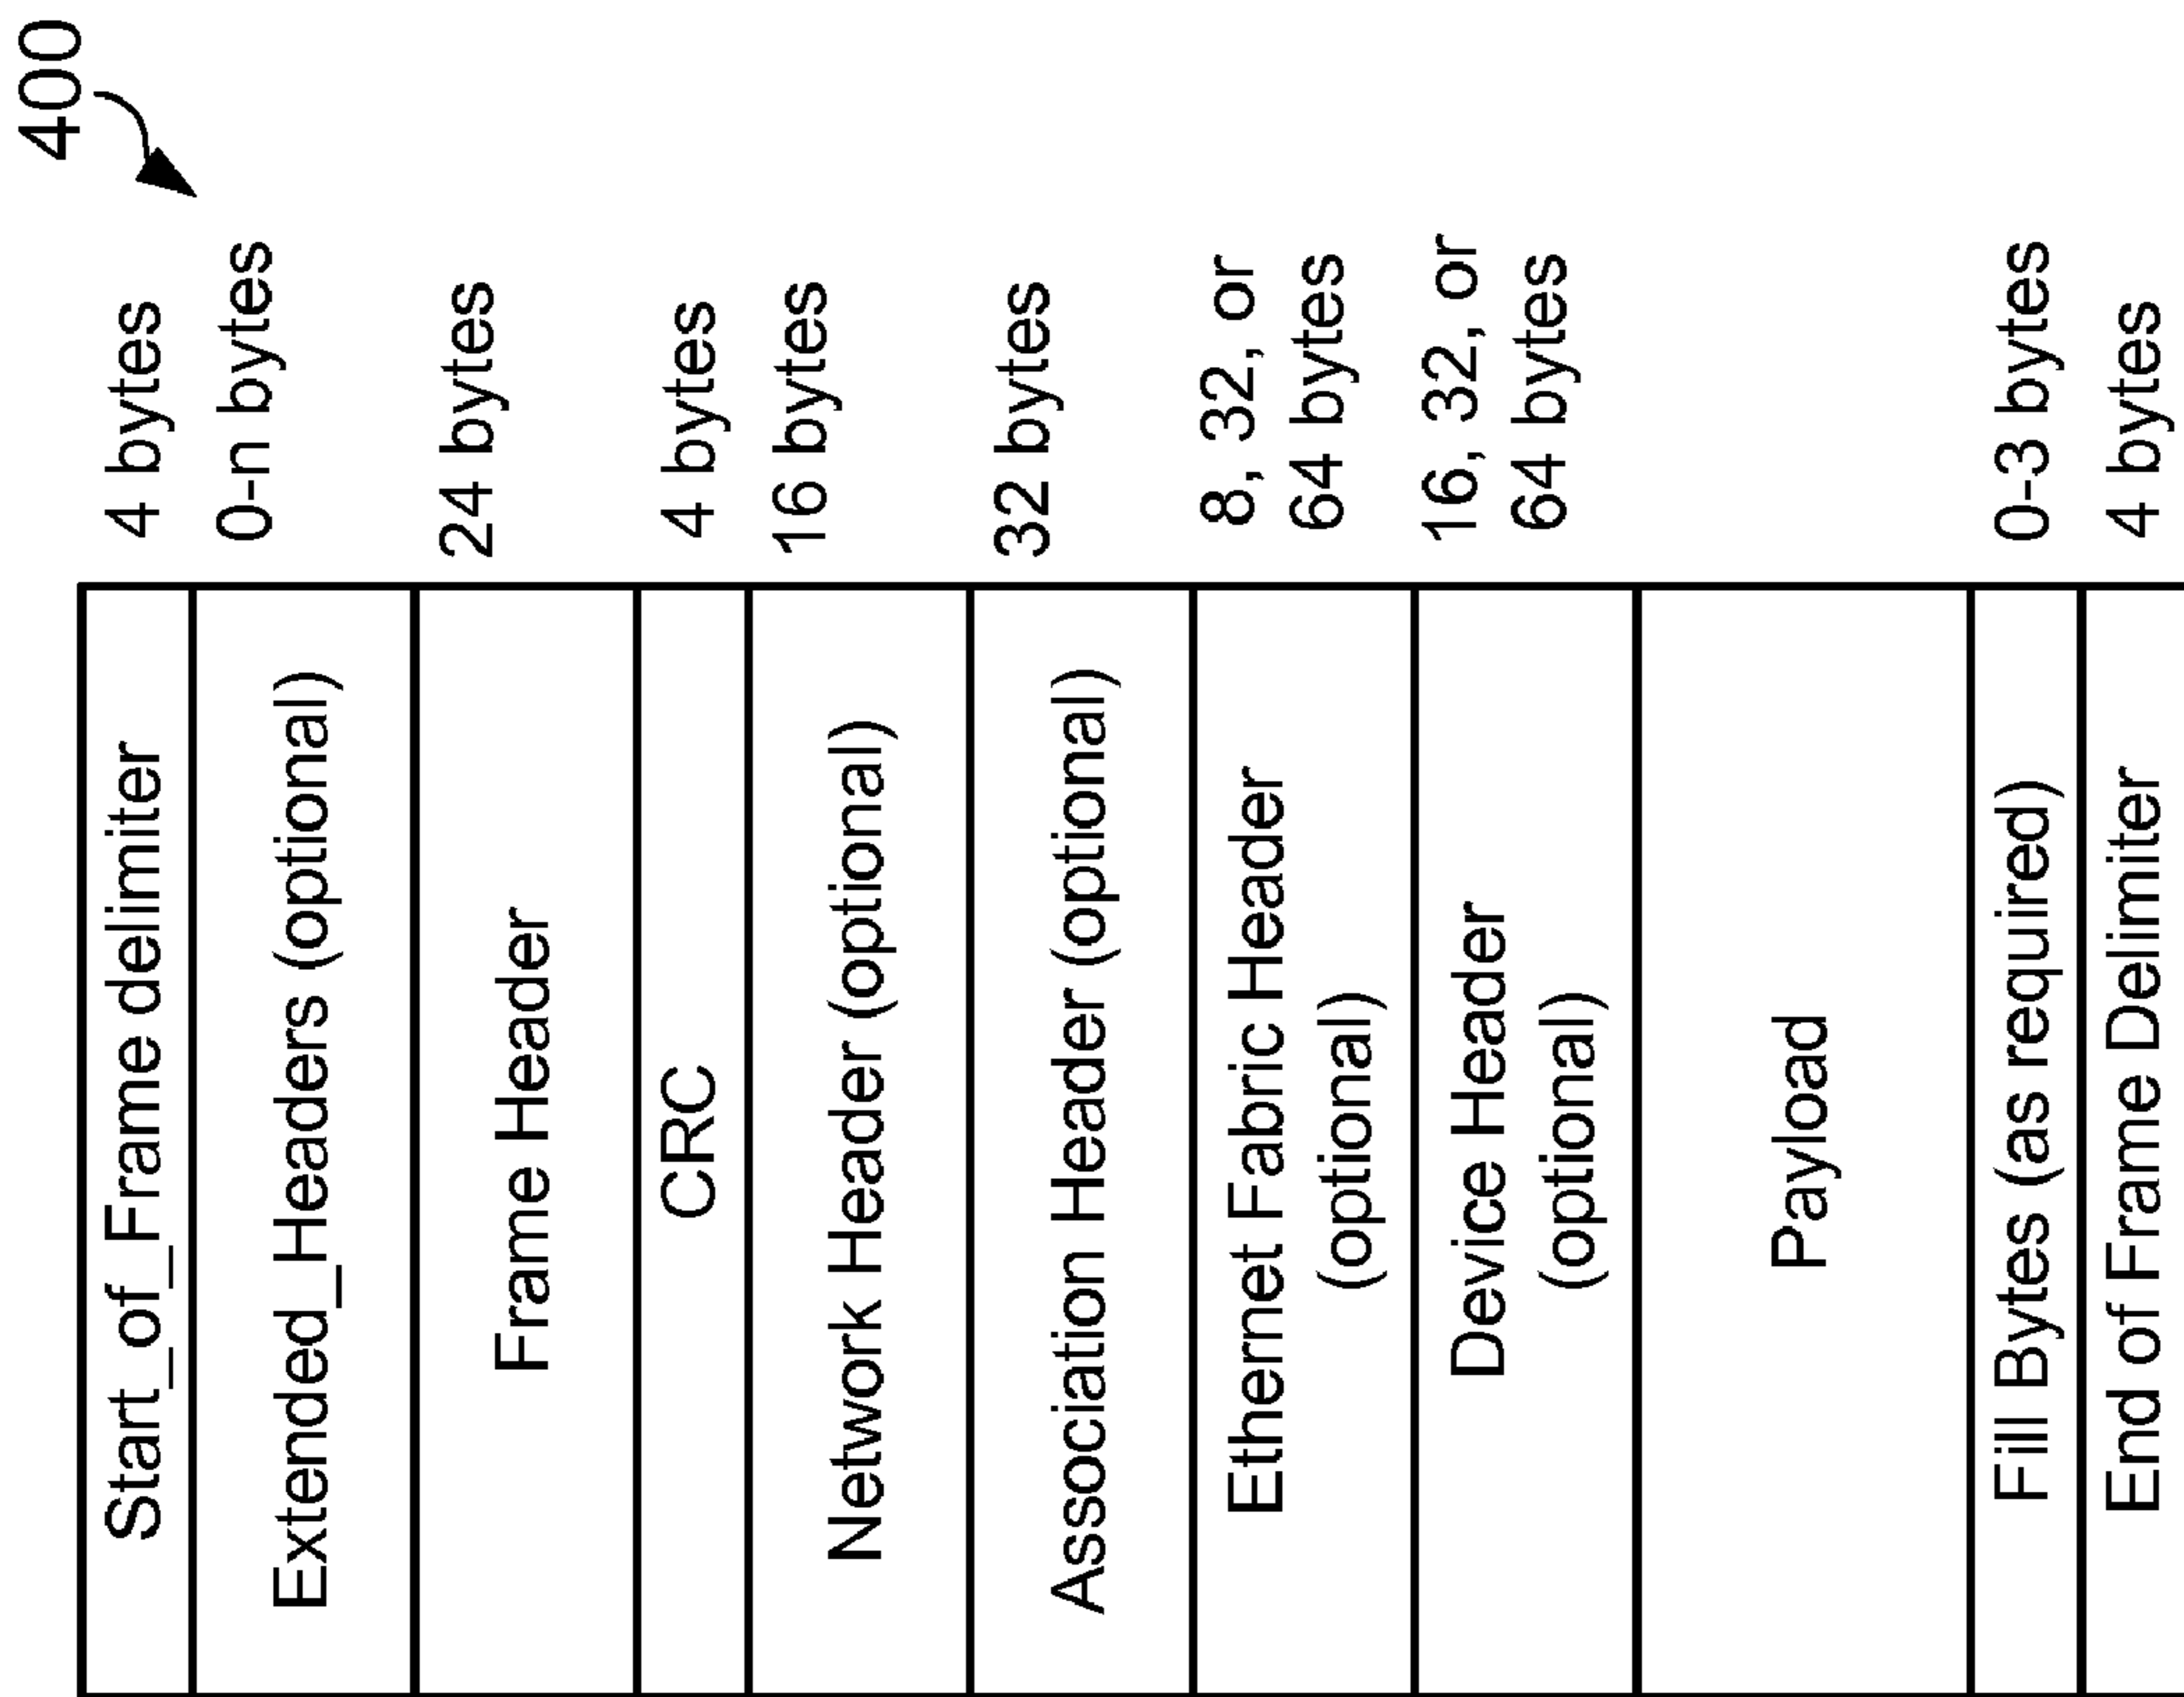 400
Start_of_Frame delimiter
4 bytes
Extended_Headers (optional)
0-n bytes
Frame Header
24 bytes
CRC
4 bytes
Network Header (optional)
16 bytes
Association Header (optional)
32 bytes
Ethernet Fabric Header
(optional)
8, 32, or
64 bytes
Device Header
(optional)
16, 32, or
64 bytes
Payload
Fill Bytes (as required)
0-3 bytes
End of Frame Delimiter
4 bytes